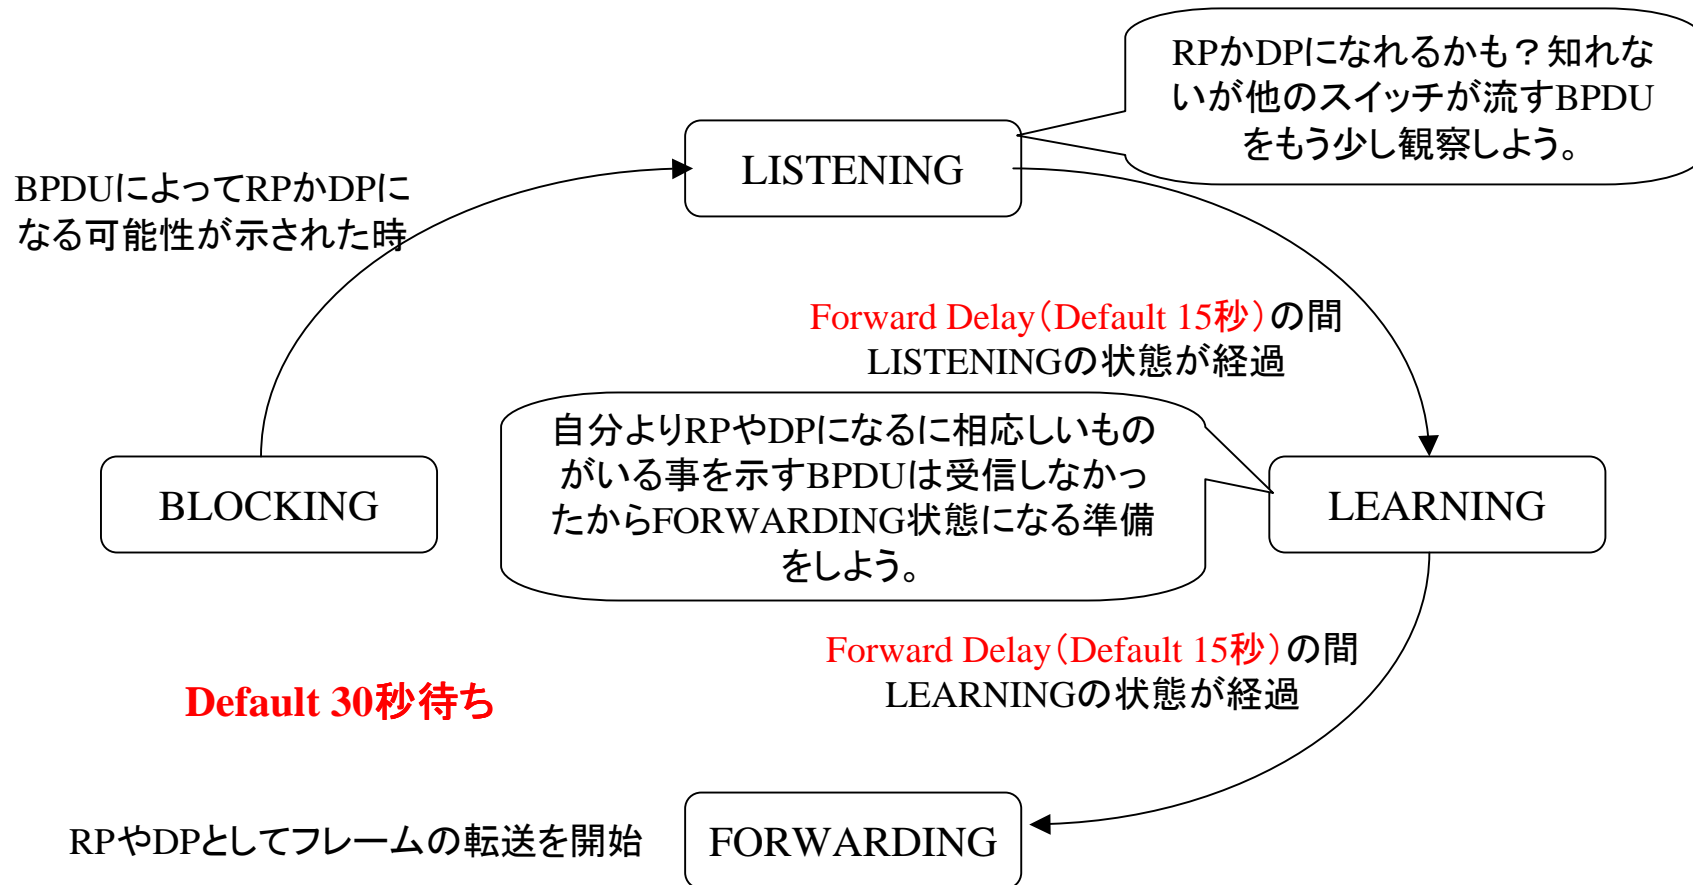 RPかDPになれるかも？知れな
いが他のスイッチが流すBPDU
をもう少し観察しよう。
LISTENING
BPDUによってRPかDPに
なる可能性が示された時
Forward Delay（Default 15秒）の間
LISTENINGの状態が経過
自分よりRPやDPになるに相応しいもの
がいる事を示すBPDUは受信しなかっ
たからFORWARDING状態になる準備
をしよう。
BLOCKING
LEARNING
Forward Delay（Default 15秒）の間
LEARNINGの状態が経過
Default 30秒待ち
RPやDPとしてフレームの転送を開始
FORWARDING